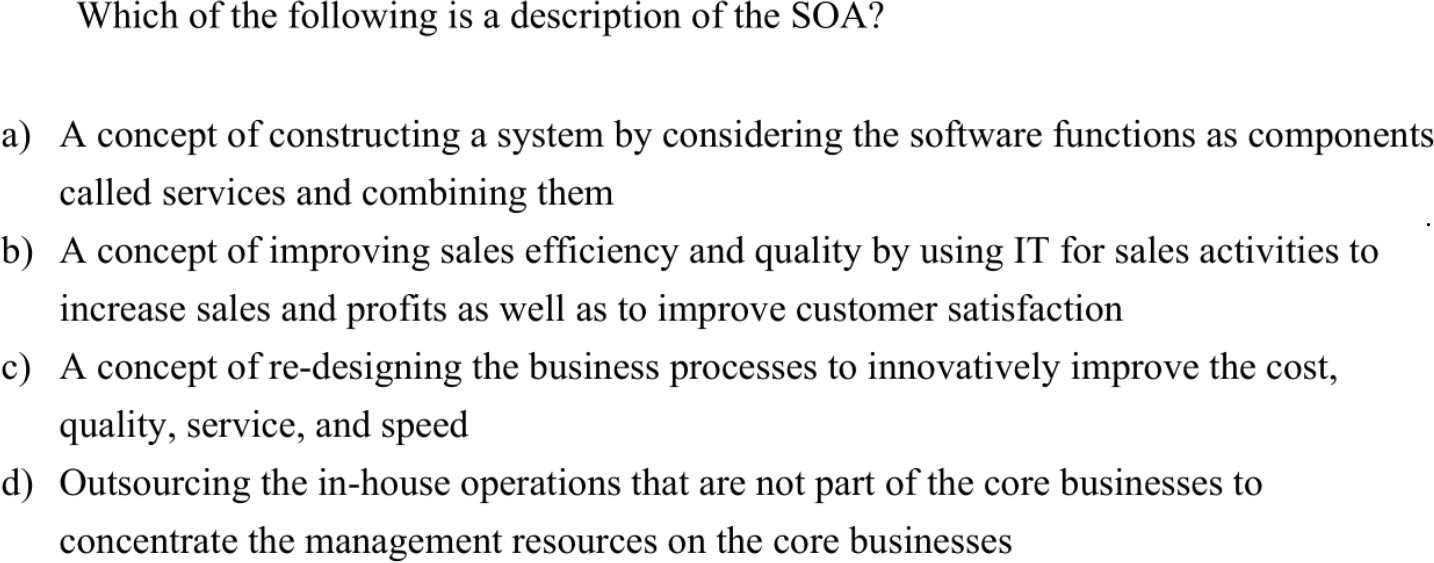 Which of the following is a description of the SOA?
a) A concept of constructing a system by considering the software functions as components
called services and combining them
b) A concept of improving sales efficiency and quality by using IT for sales activities to
increase sales and profits as well as to improve customer satisfaction
c) A concept of re-designing the business processes to innovatively improve the cost,
quality, service, and speed
d) Outsourcing the in-house operations that are not part of the core businesses to
concentrate the management resources on the core businesses